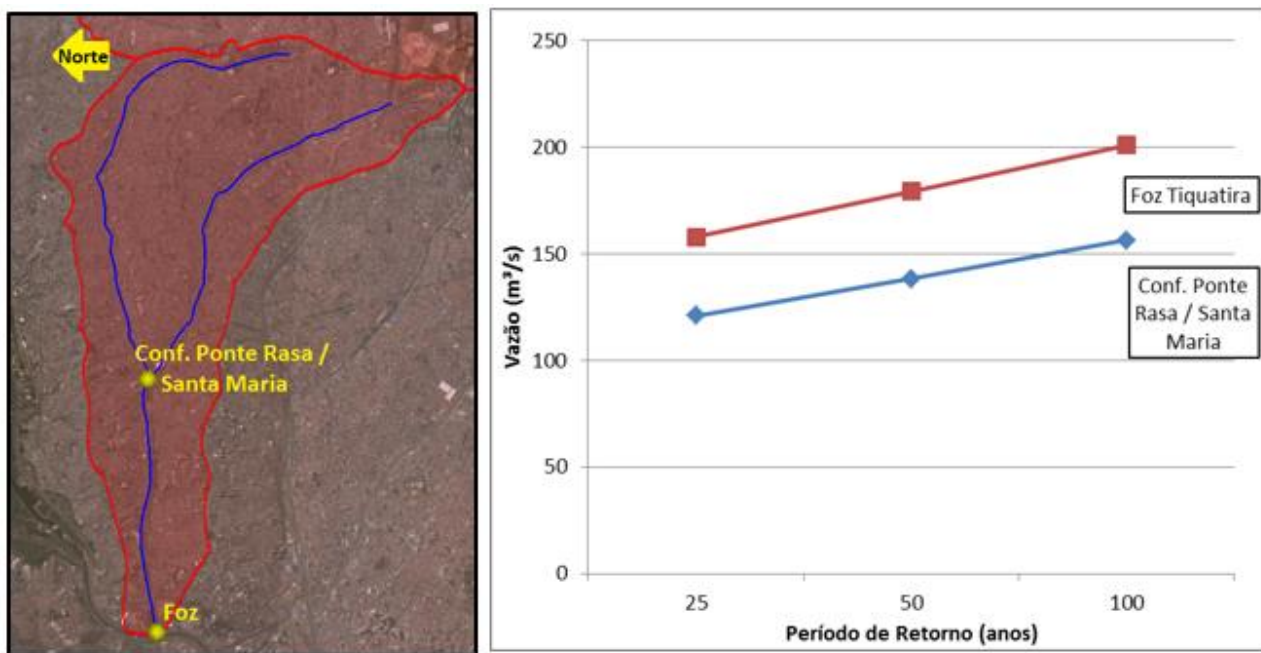 Norte
Conf. Ponte Rasa /
Santa Maria
Foz
250
200
150
100
50
0
Vazão (m³/s)
25
50
100
Período de Retorno (anos)
Foz Tiquatira
Conf. Ponte
Rasa / Santa
Maria